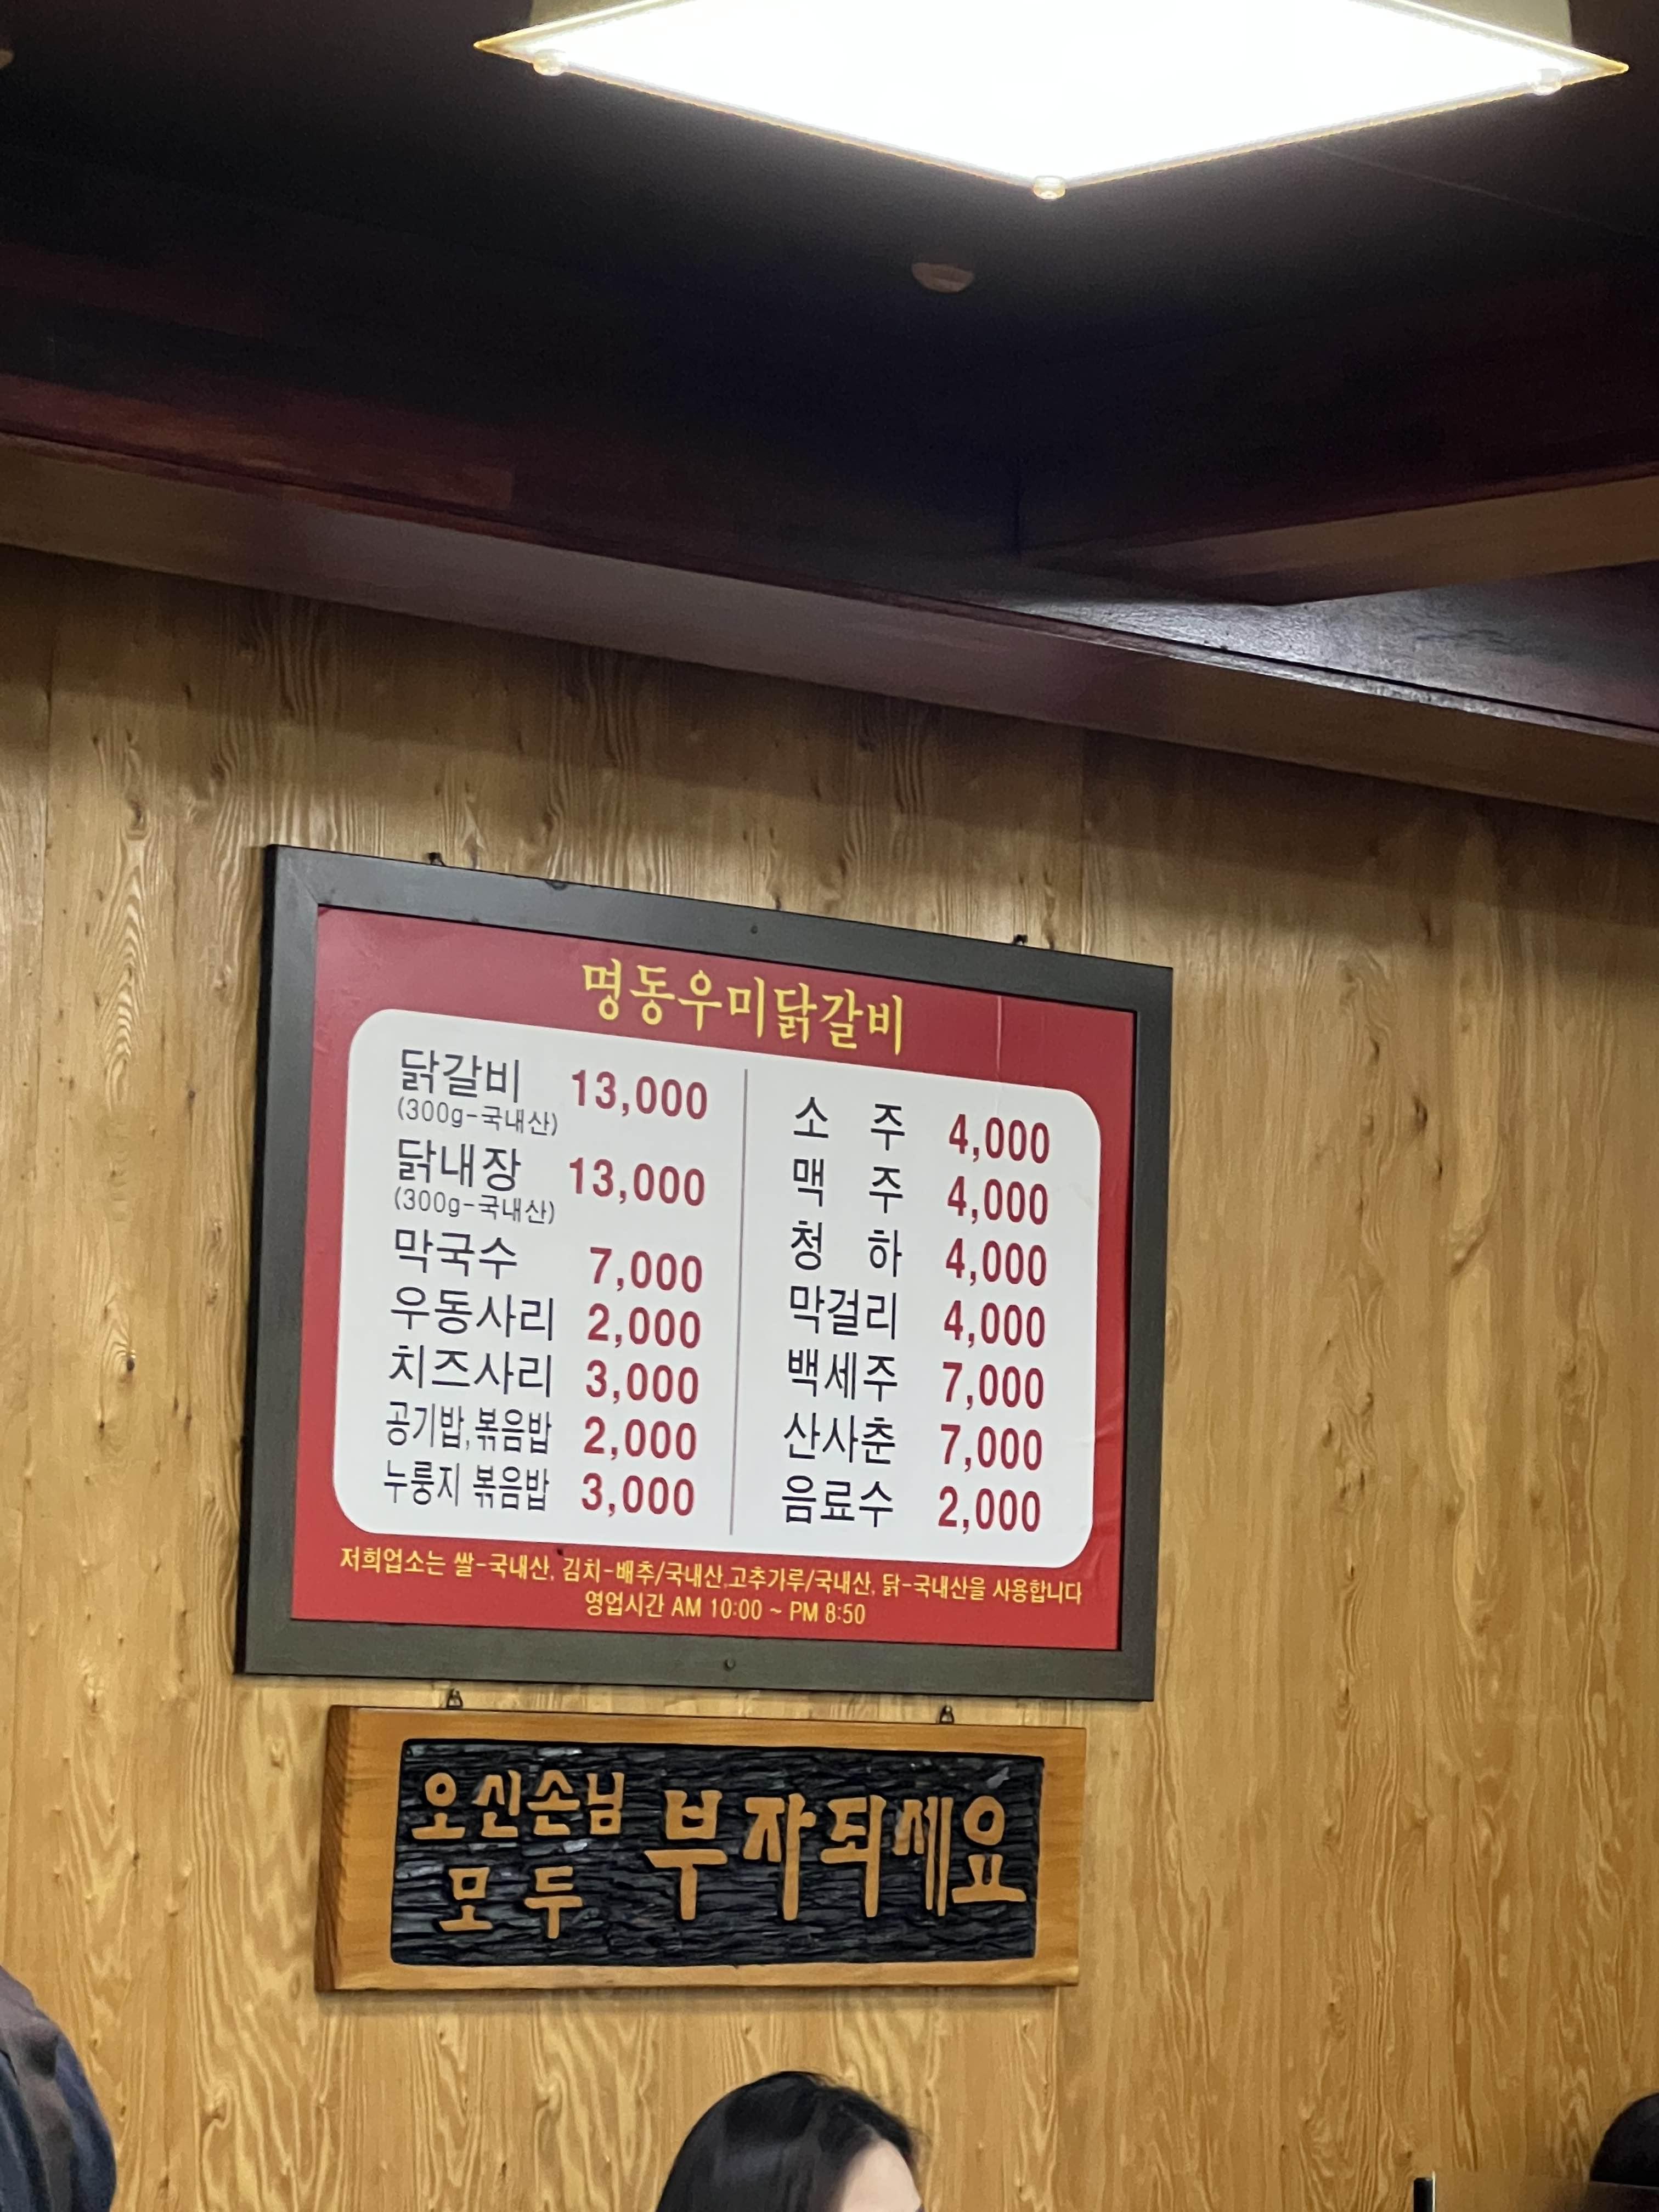 명동우미닭갈비
닭갈비 13,000
(300g-국내산)
닭내장 13,000
(300g-국내산)
막국수 7,000
우동사리 2,000
치즈사리 3,000
공기밥,볶음밥 2,000
누룽지 볶음밥 3,000
소 주 4,000
맥 주 4,000
청 하 4,000
막걸리 4,000
백세주 7,000
산사춘 7,000
음료수 2,000
저희업소는 쌀-국내산, 김치-배추/국내산,고추가루/국내산, 닭-국내산을 사용합니다
영업시간 AM 10:00 ~ PM 8:50
오신손님
모두
부자되세요